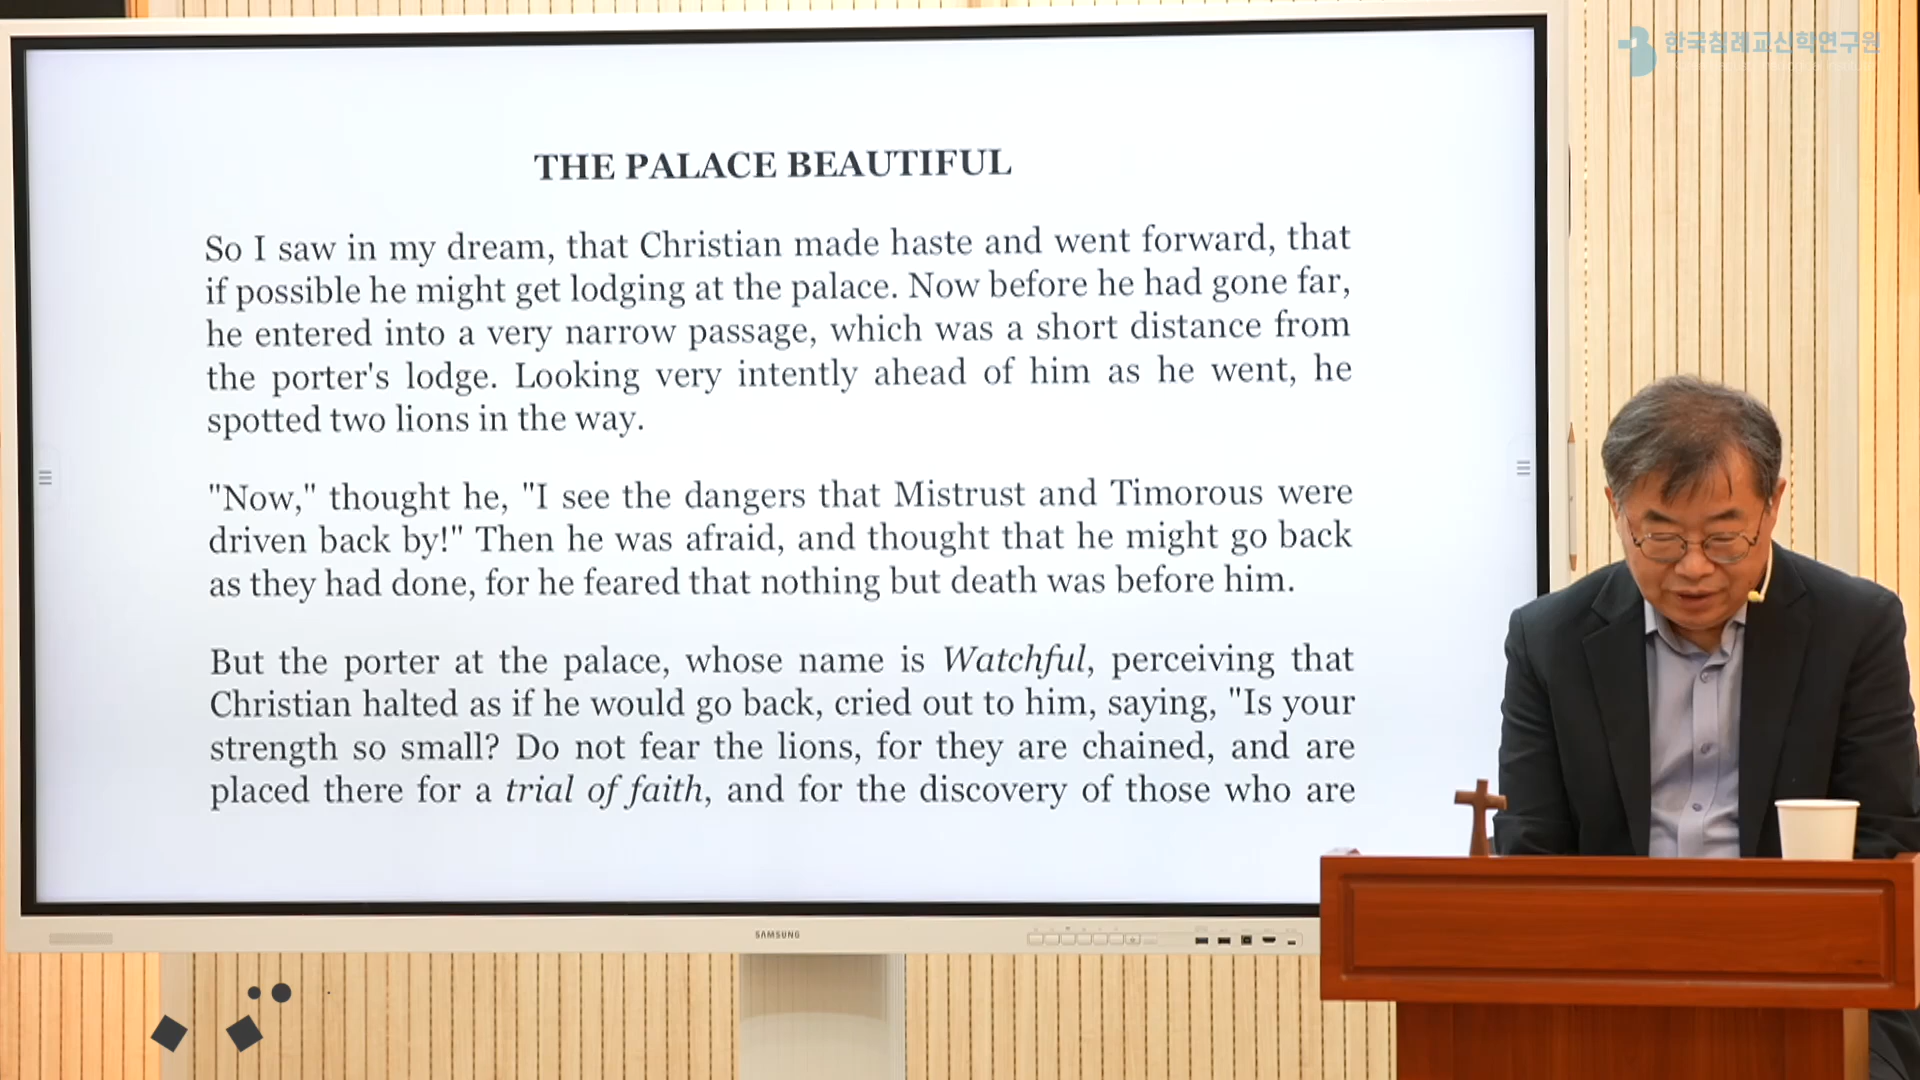 한국침례교신학연구원
THE PALACE BEAUTIFUL
So I saw in my dream, that Christian made haste and went forward, that
if possible he might get lodging at the palace. Now before he had gone far,
he entered into a very narrow passage, which was a short distance from
the porter's lodge. Looking very intently ahead of him as he went, he
spotted two lions in the way.
"Now," thought he, "I see the dangers that Mistrust and Timorous were
driven back by!" Then he was afraid, and thought that he might go back
as they had done, for he feared that nothing but death was before him.
But the porter at the palace, whose name is Watchful, perceiving that
Christian halted as if he would go back, cried out to him, saying, "Is your
strength so small? Do not fear the lions, for they are chained, and are
placed there for a trial of faith, and for the discovery of those who are
SAMSUNG